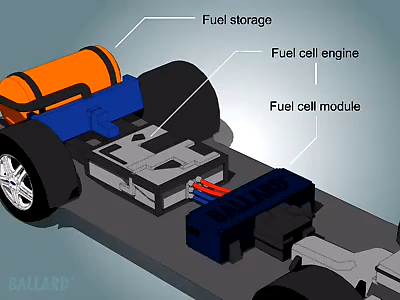 Fuel storage
Fuel cell engine
Fuel cell module
BALLARD
BALLARD